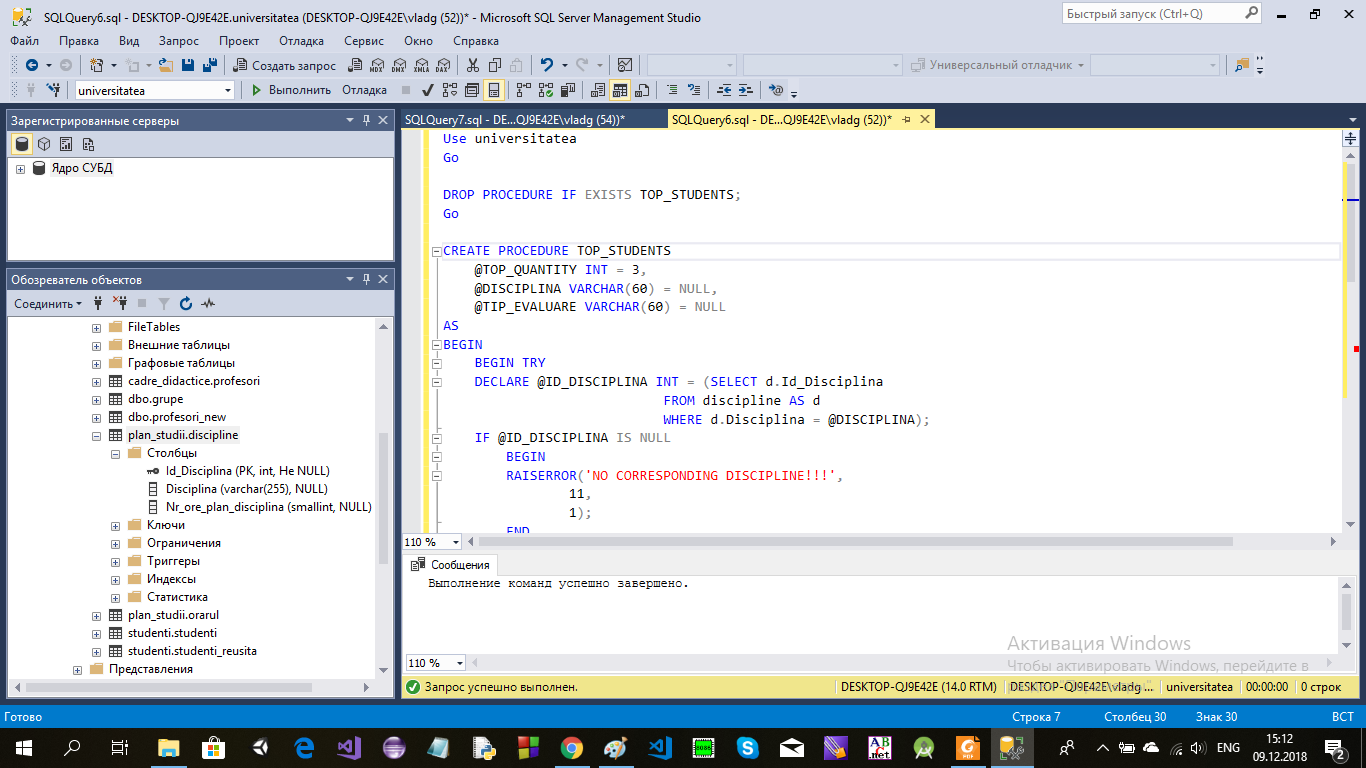 SQLQuery6.sql - DESKTOP-QJ9E42E.universitatea (DESKTOP-QJ9E42E\vladg (52))* - Microsoft SQL Server Management Studio
Быстрый запуск (Ctrl+Q)
Файл Правка Вид Запрос Проект Отладка Сервис Окно Справка
Создать запрос
MDX DMX XMLA DAX
Универсальный отладчик
universitatea
Выполнить Отладка
Зарегистрированные серверы
Ядро СУБД
Обозреватель объектов
Соединить
FileTables
Внешние таблицы
Графовые таблицы
cadre_didactice.profesori
dbo.grupe
dbo.profesori_new
plan_studii.discipline
Столбцы
Id_Disciplina (PK, int, Не NULL)
Disciplina (varchar(255), NULL)
Nr_ore_plan_disciplina (smallint, NULL)
Ключи
Ограничения
Триггеры
Индексы
Статистика
plan_studii.orarul
studenti.studenti
studenti.studenti_reusita
Представления
SQLQuery7.sql - DE...QJ9E42E\vladg (54))*
SQLQuery6.sql - DE...QJ9E42E\vladg (52))*
Use universitatea
Go
DROP PROCEDURE IF EXISTS TOP_STUDENTS;
Go
CREATE PROCEDURE TOP_STUDENTS
@TOP_QUANTITY INT = 3,
@DISCIPLINA VARCHAR(60) = NULL,
@TIP_EVALUARE VARCHAR(60) = NULL
AS
BEGIN
BEGIN TRY
DECLARE @ID_DISCIPLINA INT = (SELECT d.Id_Disciplina
FROM discipline AS d
WHERE d.Disciplina = @DISCIPLINA);
IF @ID_DISCIPLINA IS NULL
BEGIN
RAISERROR('NO CORRESPONDING DISCIPLINE!!!',
11,
1);
END
110 %
Сообщения
Выполнение команд успешно завершено.
110 %
Активация Windows
Чтобы активировать Windows, перейдите в
Запрос успешно выполнен.
DESKTOP-QJ9E42E (14.0 RTM)
DESKTOP-QJ9E42E\vladg ...
universitatea
00:00:00
0 строк
Готово
Строка 7
Столбец 30
Знак 30
ВСТ
ENG
15:12
09.12.2018
2